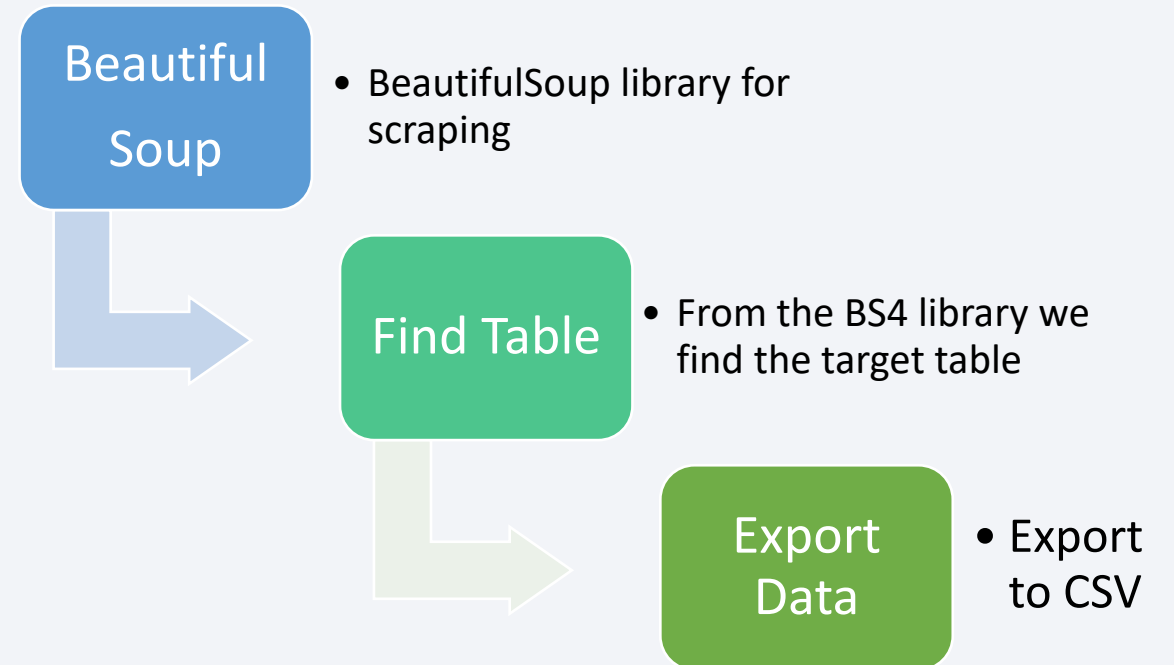 Beautiful
Soup
• BeautifulSoup library for
scraping
Find Table
• From the BS4 library we
find the target table
Export
Data
• Export
to CSV